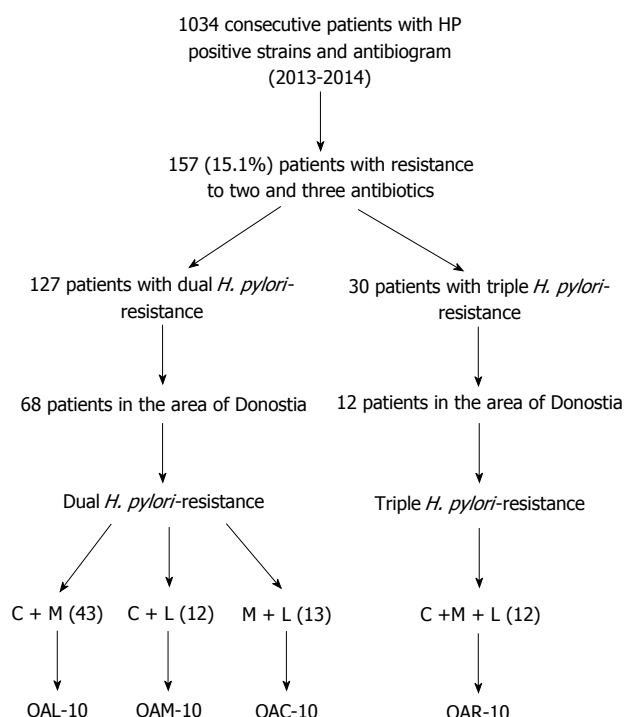 1034 consecutive patients with HP
positive strains and antibiogram
(2013-2014)
157 (15.1%) patients with resistance
to two and three antibiotics
127 patients with dual H. pylori-
resistance
30 patients with triple H. pylori-
resistance
68 patients in the area of Donostia
12 patients in the area of Donostia
Dual H. pylori-resistance
Triple H. pylori-resistance
C + M (43)
C + L (12)
M + L (13)
C +M + L (12)
OAL-10
OAM-10
OAC-10
OAR-10